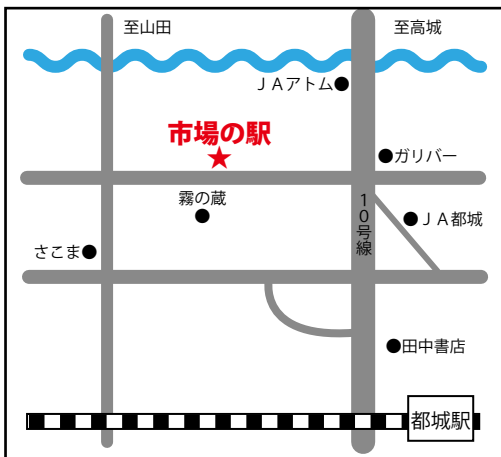 至山田
至高城
ＪＡアトム
市場の駅
ガリバー
霧の蔵
１０号線
ＪＡ都城
さこま
田中書店
都城駅